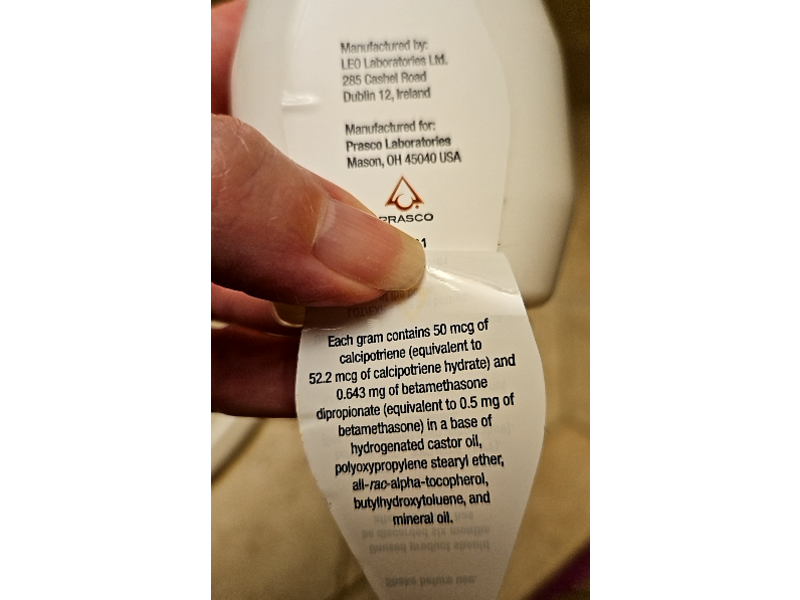 Manufactured by:
LEO Laboratories Ltd.
285 Cashel Road
Dublin 12, Ireland
Manufactured for:
Prasco Laboratories
Mason, OH 45040 USA
PRASCO
Each gram contains 50 mcg of
calcipotriene (equivalent to
52.2 mcg of calcipotriene hydrate) and
0.643 mg of betamethasone
dipropionate (equivalent to 0.5 mg of
betamethasone) in a base of
hydrogenated castor oil,
polyoxypropylene stearyl ether,
all-rac-alpha-tocopherol,
butylhydroxytoluene, and
mineral oil.